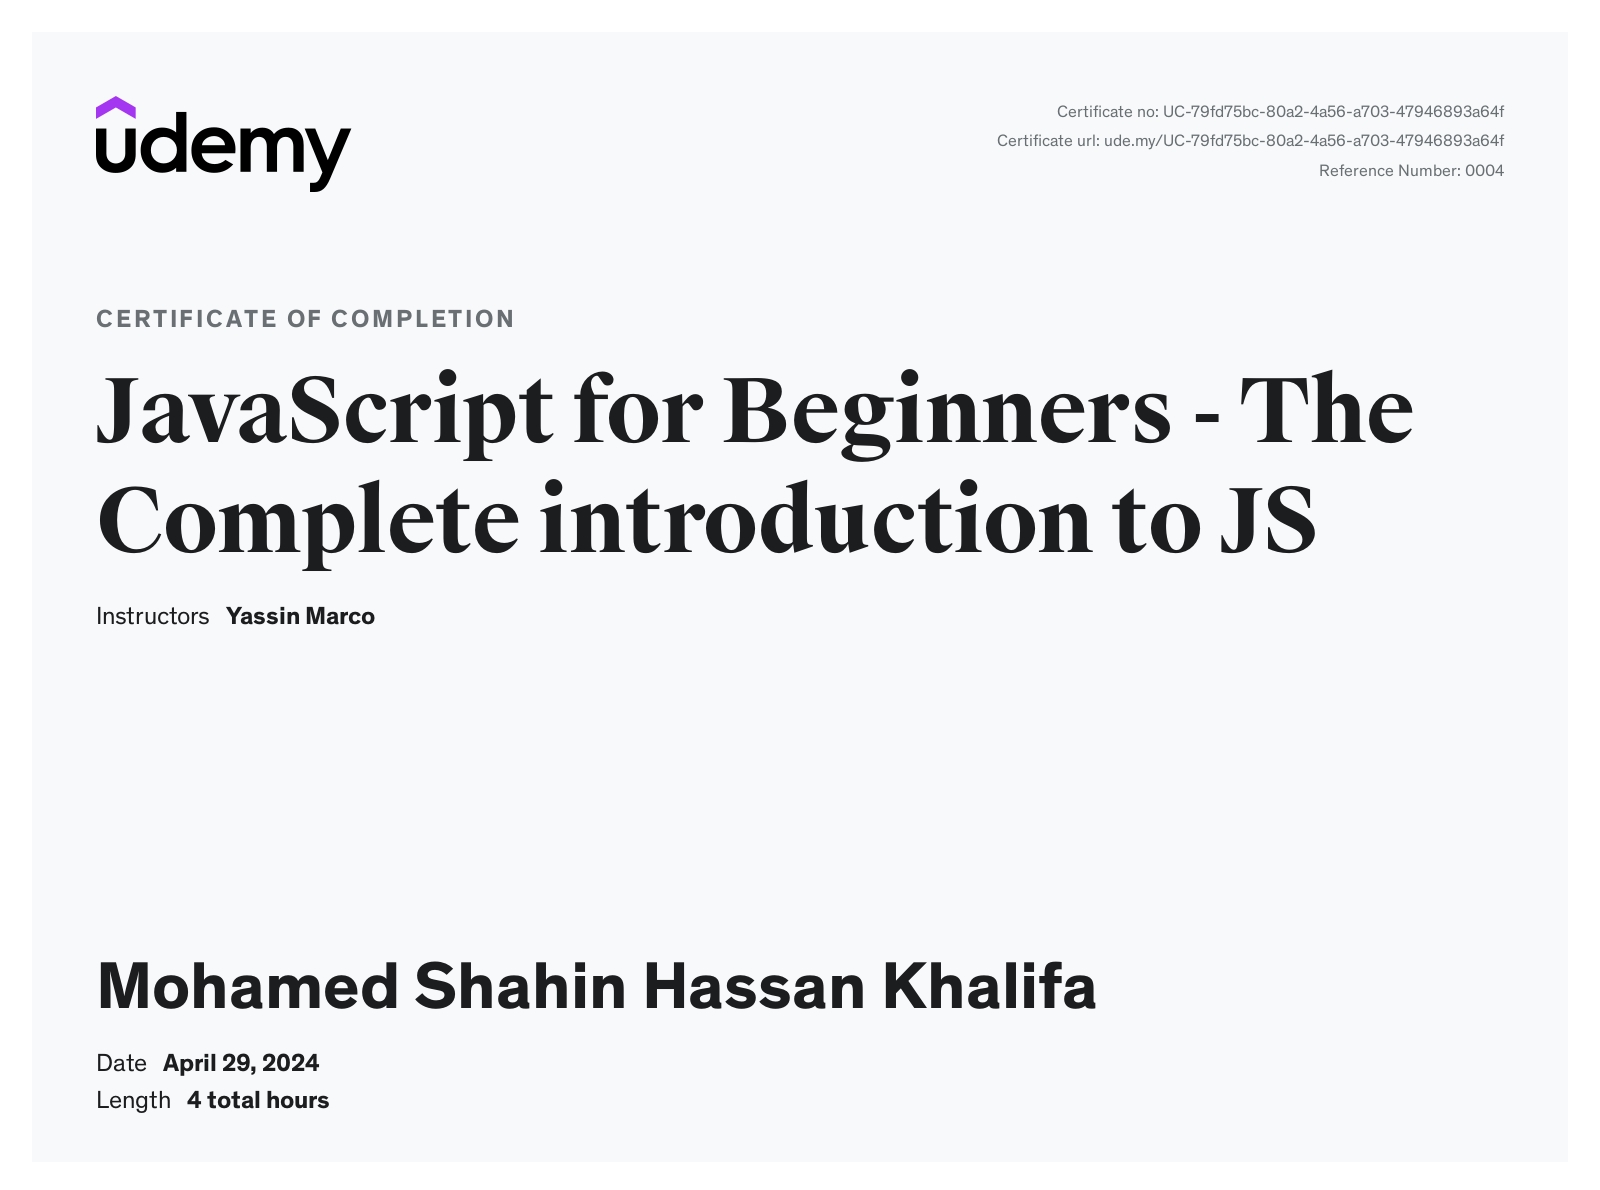 udemy
Certificate no: UC-79fd75bc-80a2-4a56-a703-47946893a64f
Certificate url: ude.my/UC-79fd75bc-80a2-4a56-a703-47946893a64f
Reference Number: 0004
CERTIFICATE OF COMPLETION
JavaScript for Beginners - The
Complete introduction to JS
Instructors Yassin Marco
Mohamed Shahin Hassan Khalifa
Date April 29, 2024
Length 4 total hours